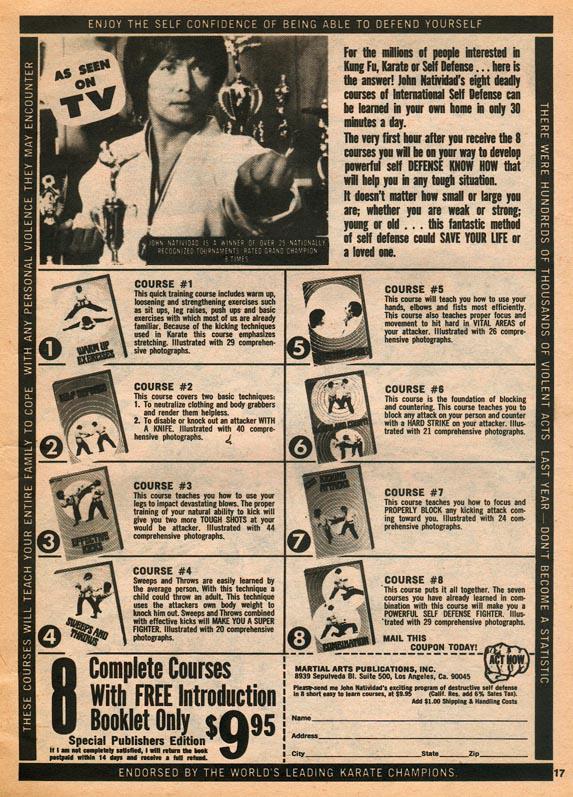 ENJOY THE SELF CONFIDENCE OF BEING ABLE TO DEFEND YOURSELF
AS SEEN
ON
TV
JOHN NATIVIDAD IS A WINNER OF OVER 25 NATIONALLY
RECOGNIZED TOURNAMENTS. RATED GRAND CHAMPION
8 TIMES.
For the millions of people interested in
Kung Fu, Karate or Self Defense . . . here is
the answer! John Natividad's eight deadly
courses of International Self Defense can
be learned in your own home in only 30
minutes a day.
The very first hour after you receive the 8
courses you will be on your way to develop
powerful self DEFENSE KNOW HOW that
will help you in any tough situation.
It doesn't matter how small or large you
are; whether you are weak or strong;
young or old . . . this fantastic method
of self defense could SAVE YOUR LIFE or
a loved one.
THESE COURSES WILL TEACH YOUR ENTIRE FAMILY TO COPE WITH ANY PERSONAL VIOLENCE THEY MAY ENCOUNTER
THERE WERE HUNDREDS OF THOUSANDS OF VIOLENT ACTS LAST YEAR — DON'T BECOME A STATISTIC
1
WARM UP
EXERCISES
COURSE #1
This quick training course includes warm up,
loosening and strengthening exercises such
as sit ups, leg raises, push ups and basic
exercises with which most of us are already
familiar. Because of the kicking techniques
used in Karate this course emphasizes
stretching. Illustrated with 29 comprehen-
sive photographs.
2
SELF DEFENSE
COURSE #2
This course covers two basic techniques:
1. To neutralize clothing and body grabbers
and render them helpless.
2. To disable or knock out an attacker WITH
A KNIFE. Illustrated with 40 compre-
hensive photographs.
3
EFFECTIVE
KICKS
COURSE #3
This course teaches you how to use your
legs to impact devastating blows. The proper
training of your natural ability to kick will
give you two more TOUGH SHOTS at your
would be attacker. Illustrated with 44
comprehensive photographs.
4
SWEEPS AND
THROWS
COURSE #4
Sweeps and Throws are easily learned by
the average person. With this technique a
child could throw an adult. This technique
uses the attackers own body weight to
knock him out. Sweeps and Throws combined
with effective kicks will MAKE YOU A SUPER
FIGHTER. Illustrated with 20 comprehensive
photographs.
5
COURSE #5
This course will teach you how to use your
hands, elbows and fists most efficiently.
This course also teaches proper focus and
movement to hard hit in VITAL AREAS of
your attacker. Illustrated with 26 compre-
hensive photographs.
6
COURSE #6
This course is the foundation of blocking
and countering. This course teaches you to
block any attack on your person and counter
with a HARD STRIKE on your attacker. Illus-
trated with 21 comprehensive photographs.
7
COURSE #7
This course teaches you how to focus and
PROPERLY BLOCK any kicking attack com-
ing toward you. Illustrated with 24 com-
prehensive photographs.
8
COMBINATION
COURSE #8
This course puts it all together. The seven
courses you have already learned in com-
bination with this course will make you a
POWERFUL SELF DEFENSE FIGHTER. Illus-
trated with 29 comprehensive photographs.
MAIL THIS
COUPON TODAY!
ACT NOW
8 Complete Courses
With FREE Introduction
Booklet Only $9.95
Special Publishers Edition
If I am not completely satisfied, I will return the book
postpaid within 14 days and receive a full refund.
MARTIAL ARTS PUBLICATIONS, INC.
8939 Sepulveda Bl. Suite 500, Los Angeles, Ca. 90045
Please send me John Natividad's exciting program of destructive self defense
in 8 short easy to learn courses, at $9.95 (Calif. Res. add 6% Sales Tax).
Add $1.00 Shipping & Handling Costs
Name
Address
City State Zip
ENDORSED BY THE WORLD'S LEADING KARATE CHAMPIONS.
17